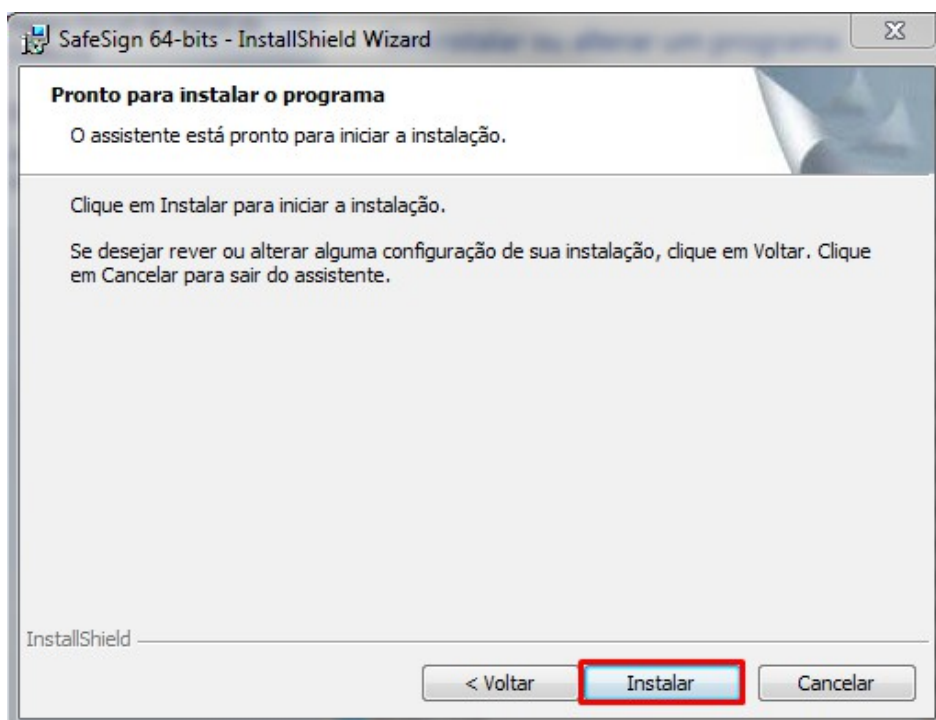 SafeSign 64-bits - InstallShield Wizard
Pronto para instalar o programa
O assistente está pronto para iniciar a instalação.
Clique em Instalar para iniciar a instalação.
Se desejar rever ou alterar alguma configuração de sua instalação, clique em Voltar. Clique
em Cancelar para sair do assistente.
InstallShield
< Voltar
Instalar
Cancelar